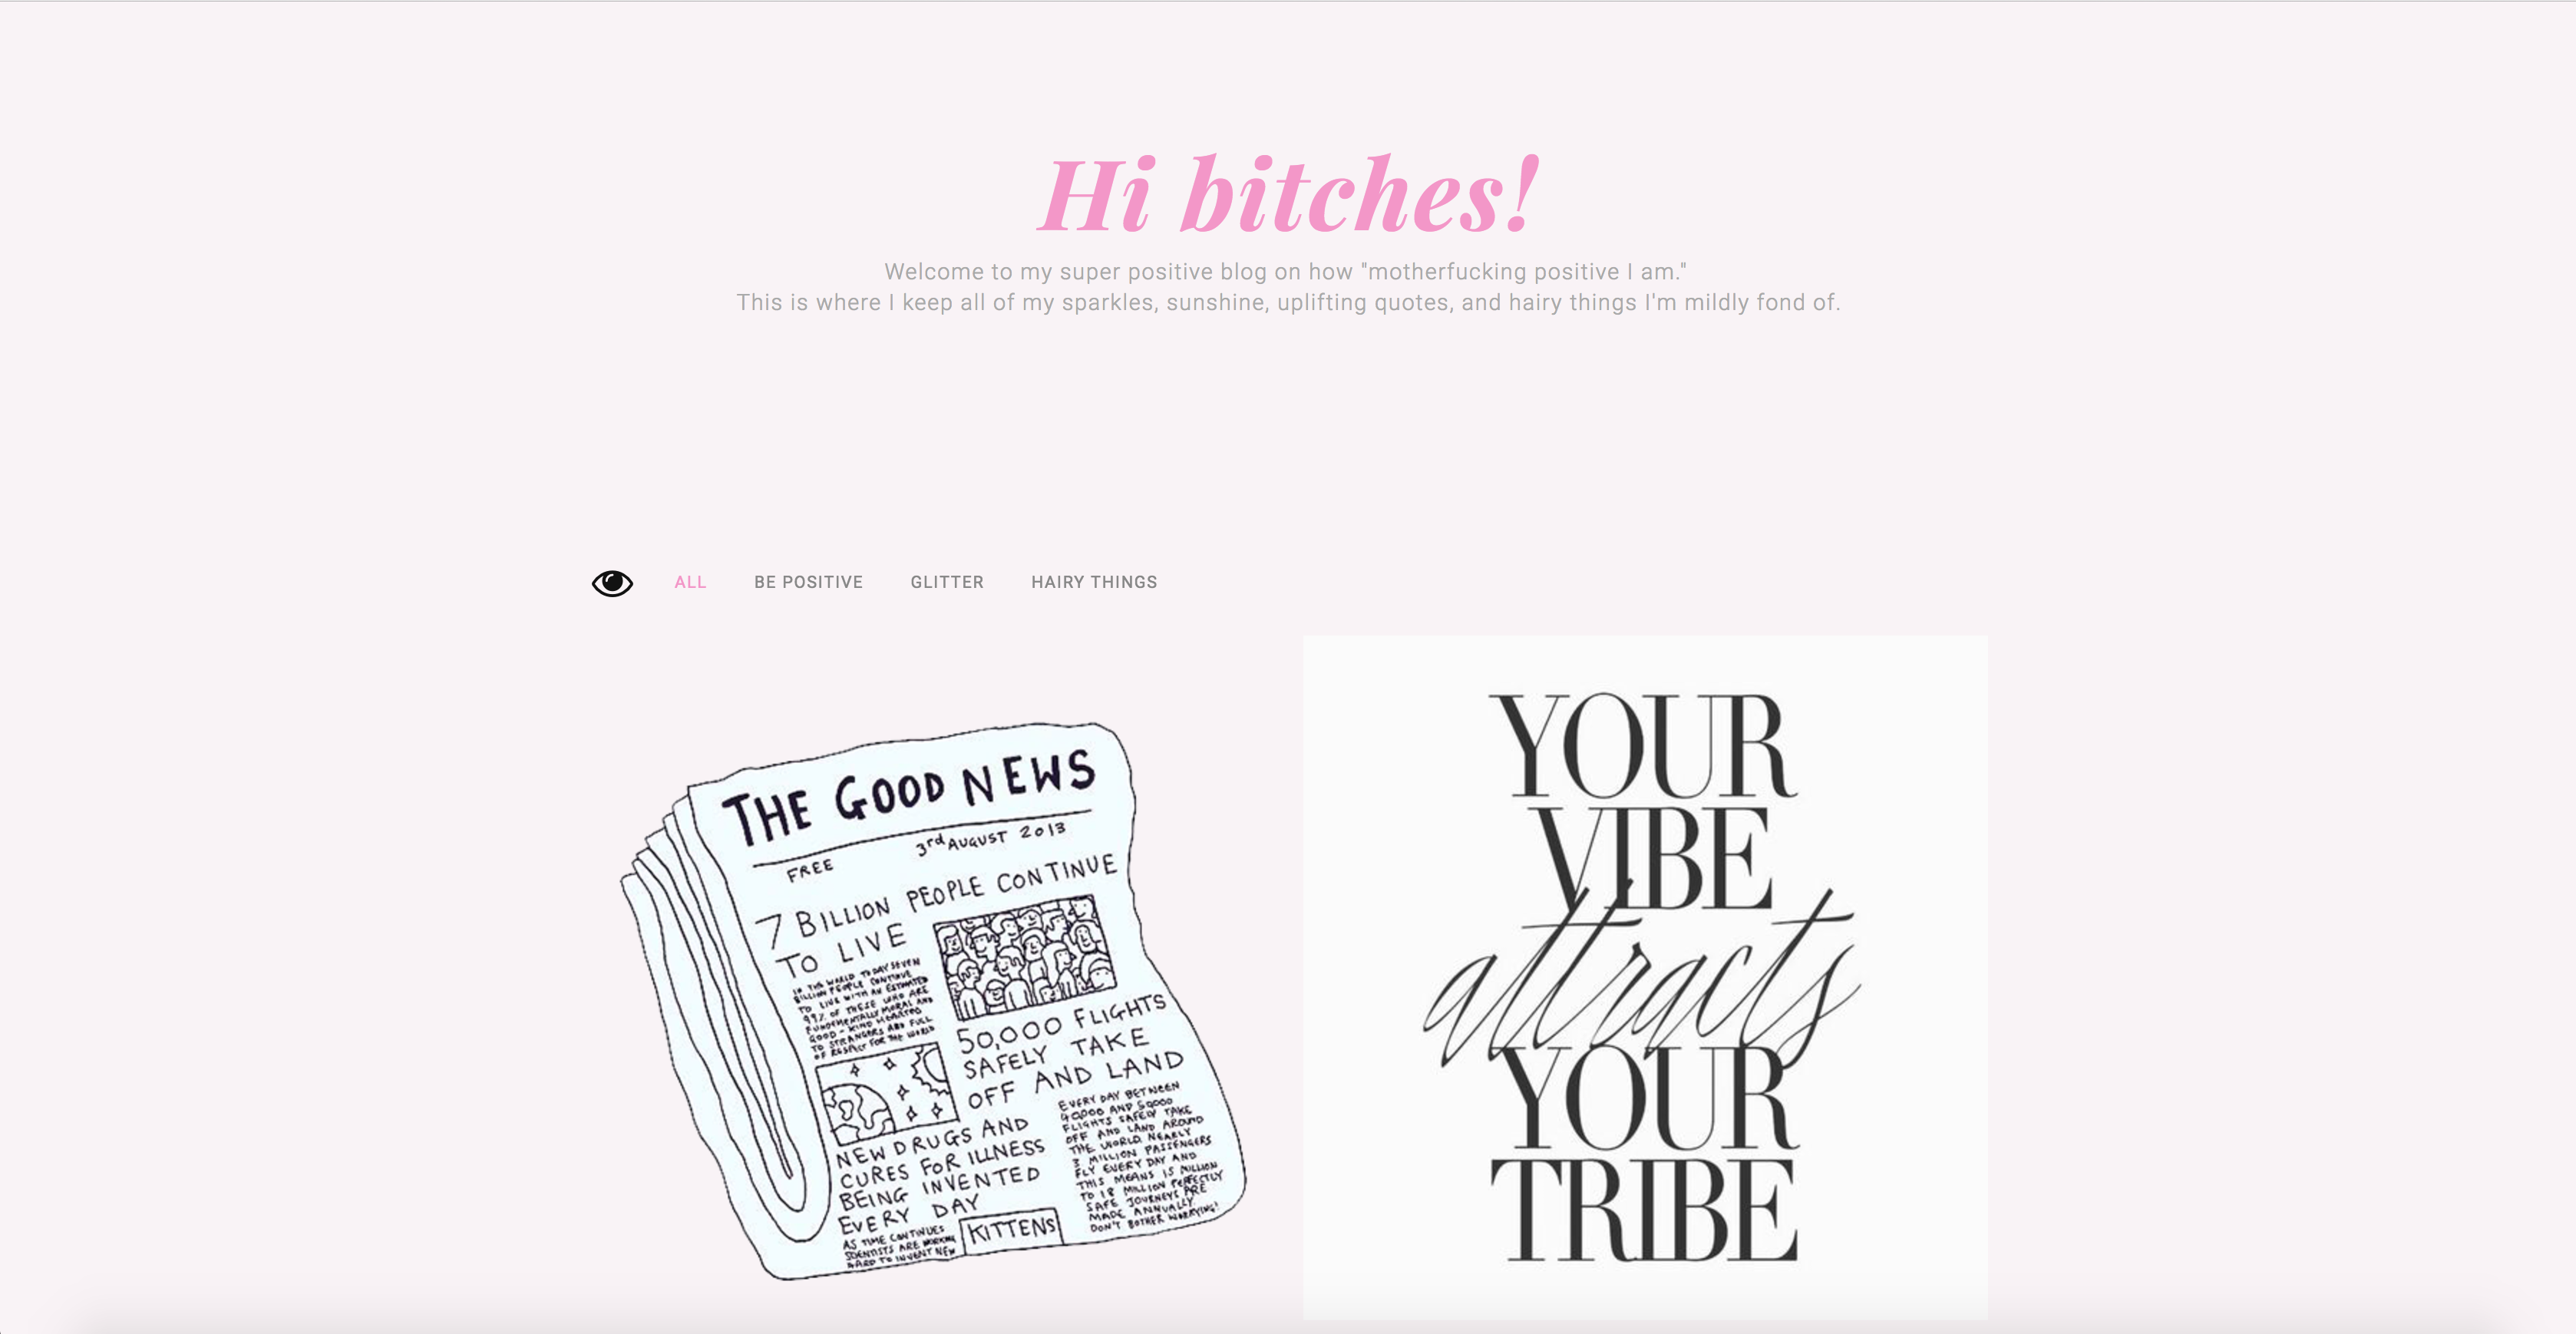 Hi bitches!
Welcome to my super positive blog on how "motherfucking positive I am."
This is where I keep all of my sparkles, sunshine, uplifting quotes, and hairy things I'm mildly fond of.
ALL BE POSITIVE GLITTER HAIRY THINGS
THE GOOD NEWS
FREE 3rd AUGUST 2013
7 BILLION PEOPLE CONTINUE
TO LIVE
IN THE WORLD TODAY SEVEN
BILLION PEOPLE CONTINUE
TO LIVE WITH AN ESTIMATED
99% OF THESE WHO ARE
FUNDEMENTALLY MORAL AND
GOOD - KIND HEARTED
TO STRANGERS AND FULL
OF RESPECT FOR THE WORLD
50,000 FLIGHTS
SAFELY TAKE
OFF AND LAND
EVERY DAY BETWEEN
40,000 AND 50000
FLIGHTS SAFELY TAKE
OFF AND LAND AROUND
THE WORLD. NEARLY
3 MILLION PASSENGERS
FLY EVERY DAY AND
THIS MEANS 15 MILLION
TO 18 MILLION PERFECTLY
SAFE JOURNEYS ARE
MADE ANNUALLY.
DON'T BOTHER WORRYING!
NEW DRUGS AND
CURES FOR ILLNESS
BEING INVENTED
EVERY DAY
AS TIME CONTINUES
SCIENTISTS ARE WORKING
HARD TO INVENT NEW
KITTENS
YOUR
VIBE
attracts
YOUR
TRIBE